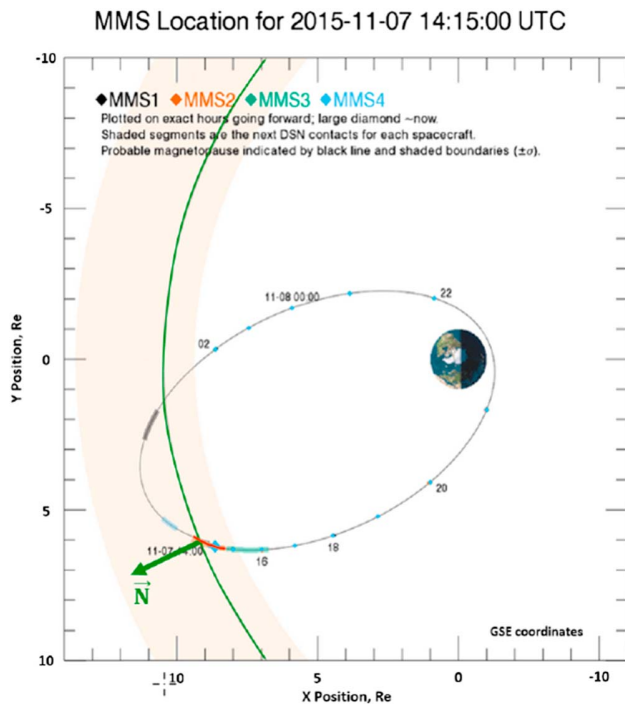 MMS Location for 2015-11-07 14:15:00 UTC
-10
◆MMS1 ◆MMS2 ◆MMS3 ◆MMS4
Plotted on exact hours going forward; large diamond ~now.
Shaded segments are the next DSN contacts for each spacecraft.
Probable magnetopause indicated by black line and shaded boundaries (±σ).
-5
11-08 00:00
22
02
0
Y Position, Re
20
5
18
11-07 14:00
16
N
GSE coordinates
10
10
5
0
-10
X Position, Re